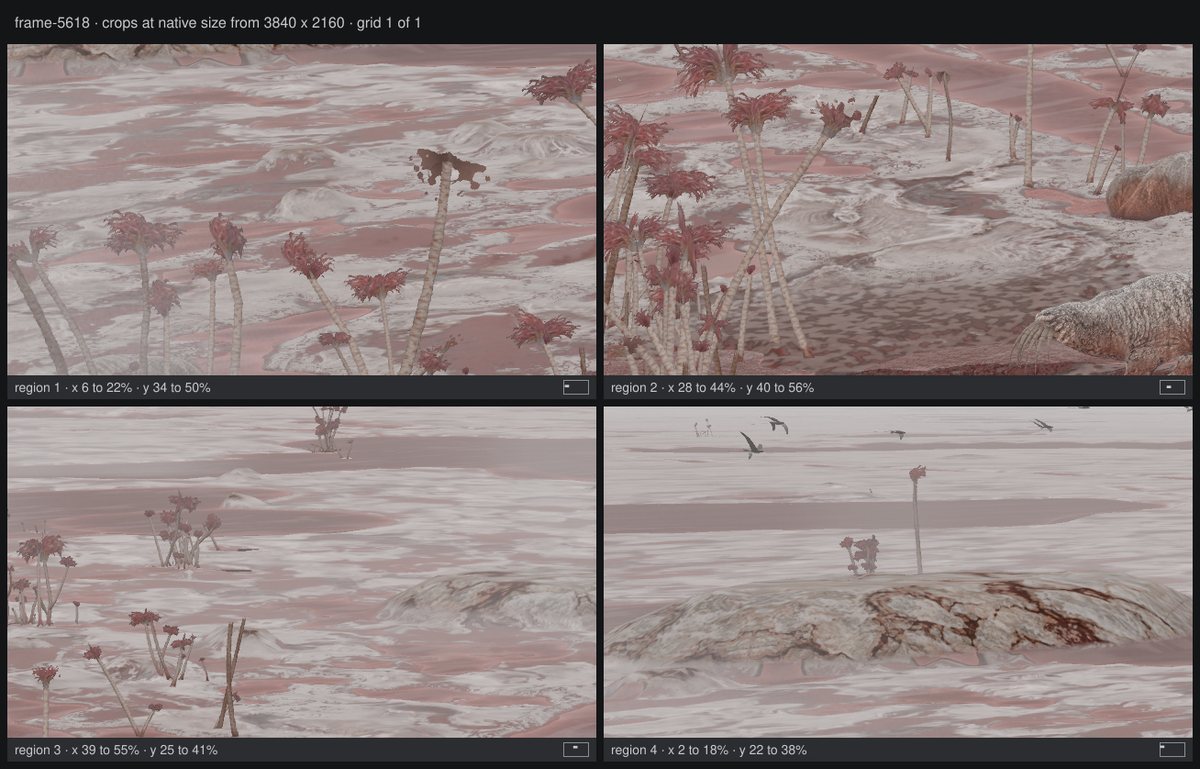 frame-5618 · crops at native size from 3840 x 2160 · grid 1 of 1
region 1 · x 6 to 22% · y 34 to 50%
region 2 · x 28 to 44% · y 40 to 56%
region 3 · x 39 to 55% · y 25 to 41%
region 4 · x 2 to 18% · y 22 to 38%